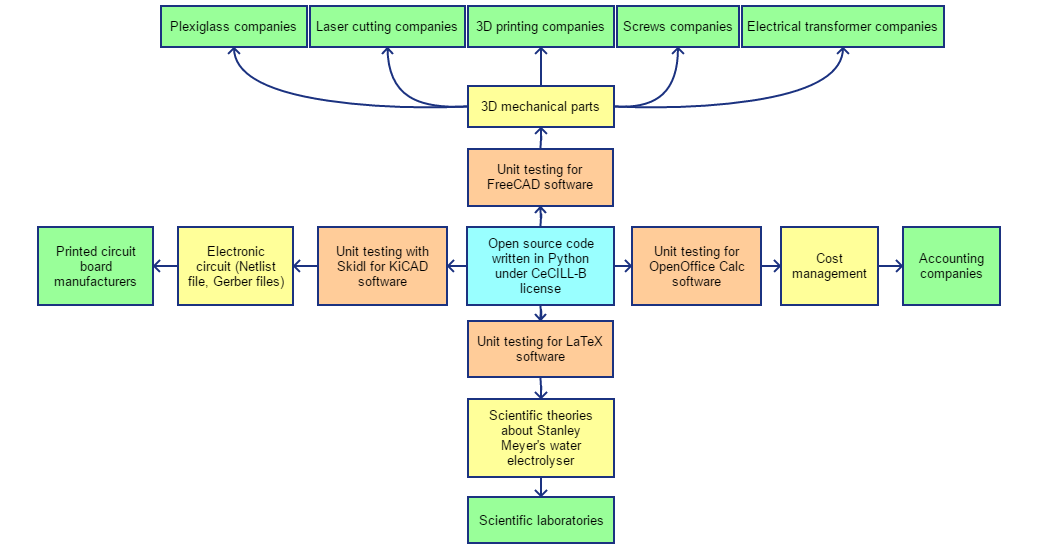 Plexiglass companies
Laser cutting companies
3D printing companies
Screws companies
Electrical transformer companies
3D mechanical parts
Unit testing for
FreeCAD software
Printed circuit
board
manufacturers
Electronic
circuit (Netlist
file, Gerber files)
Unit testing with
Skidl for KiCAD
software
Open source code
written in Python
under CeCILL-B
license
Unit testing for
OpenOffice Calc
software
Cost
management
Accounting
companies
Unit testing for LaTeX
software
Scientific theories
about Stanley
Meyer's water
electrolyser
Scientific laboratories